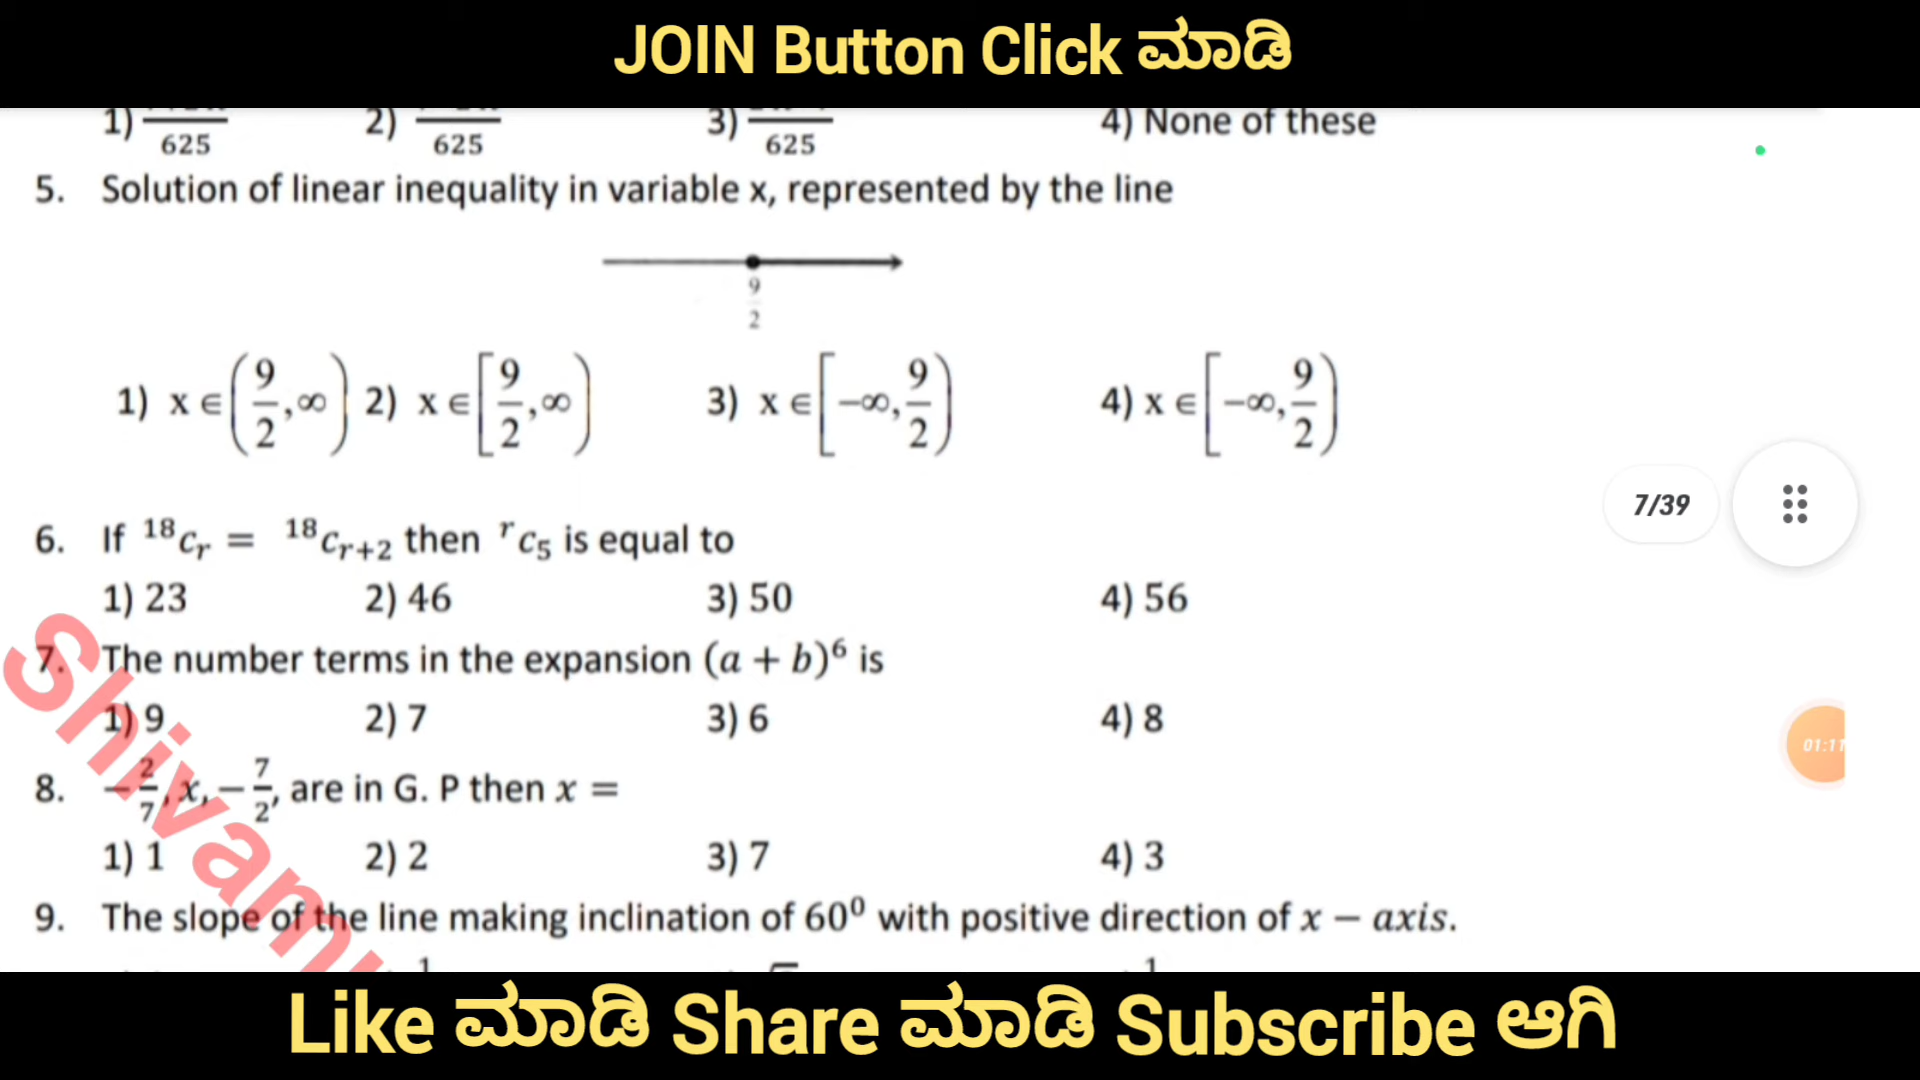 JOIN Button Click ಮಾಡಿ
1) ―/625 2) ―/625 3) ―/625 4) None of these
5. Solution of linear inequality in variable x, represented by the line
9/2
1) x ∈ (9/2, ∞) 2) x ∈ [9/2, ∞) 3) x ∈ [−∞, 9/2) 4) x ∈ [−∞, 9/2)
7/39
6. If ¹⁸cᵣ = ¹⁸cᵣ₊₂ then ʳc₅ is equal to
1) 23 2) 46 3) 50 4) 56
7. The number terms in the expansion (a + b)⁶ is
1) 9 2) 7 3) 6 4) 8
01:11
8. −2/7, x, −7/2, are in G. P then x =
1) 1 2) 2 3) 7 4) 3
9. The slope of the line making inclination of 60⁰ with positive direction of x − axis.
Shivam
Like ಮಾಡಿ Share ಮಾಡಿ Subscribe ಆಗಿ